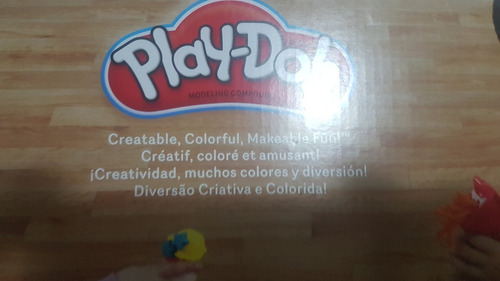 Play-Doh
MODELING COMPOUND
Creatable, Colorful, Makeable Fun!™
Créatif, coloré et amusant!
¡Creatividad, muchos colores y diversión!
Diversão Criativa e Colorida!